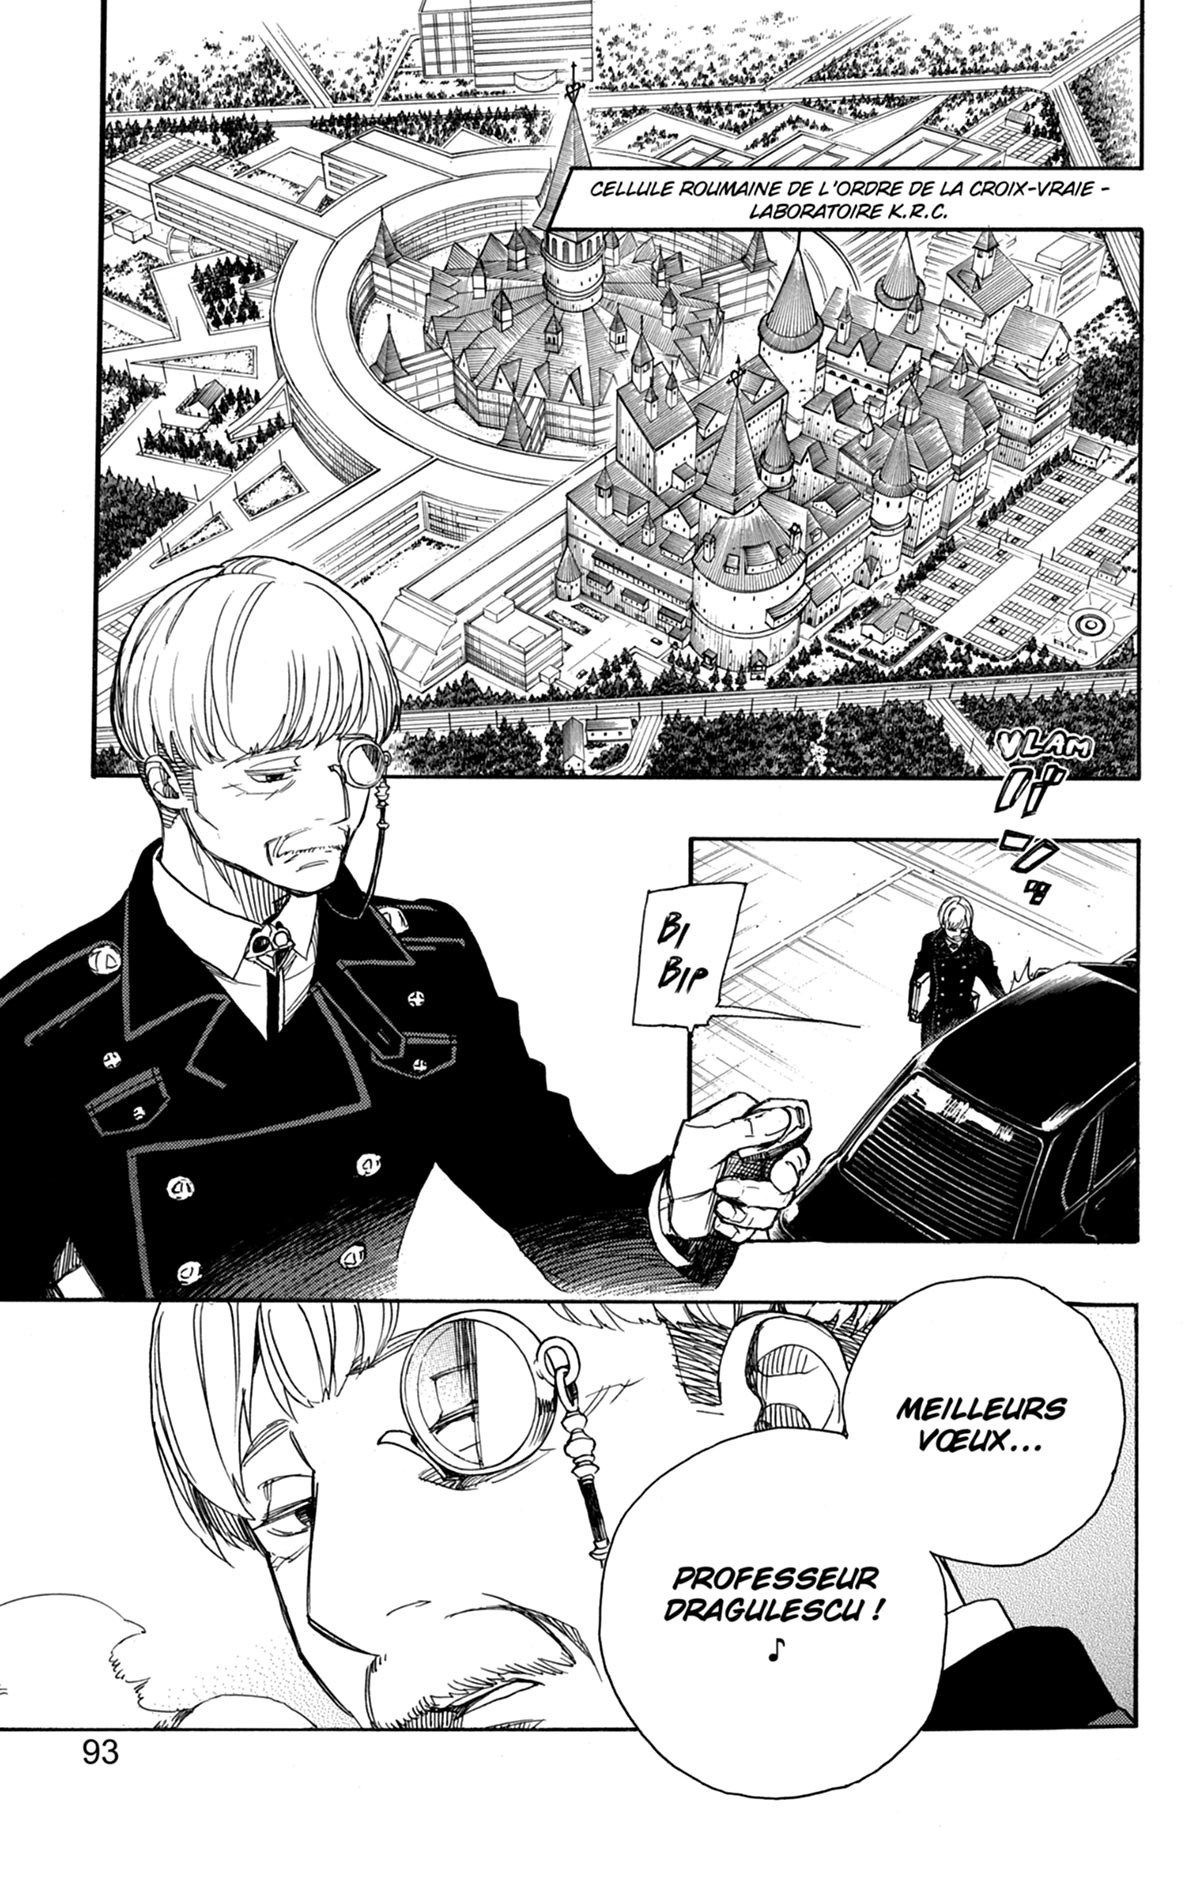 CELLULE ROUMAINE DE L'ORDRE DE LA CROIX-VRAIE -
LABORATOIRE K.R.C.
VLAM
BI
BIP
MEILLEURS
VŒUX...
PROFESSEUR
DRAGULESCU !
♪
93